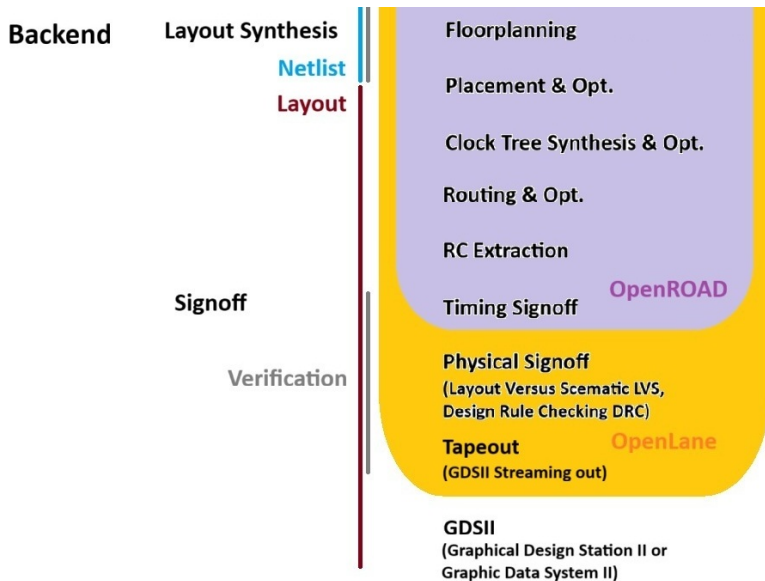 Backend
Layout Synthesis
Floorplanning
Netlist
Placement & Opt.
Layout
Clock Tree Synthesis & Opt.
Routing & Opt.
RC Extraction
OpenROAD
Signoff
Timing Signoff
Physical Signoff
Verification
(Layout Versus Scematic LVS,
Design Rule Checking DRC)
Tapeout
OpenLane
(GDSII Streaming out)
GDSII
(Graphical Design Station II or
Graphic Data System II)